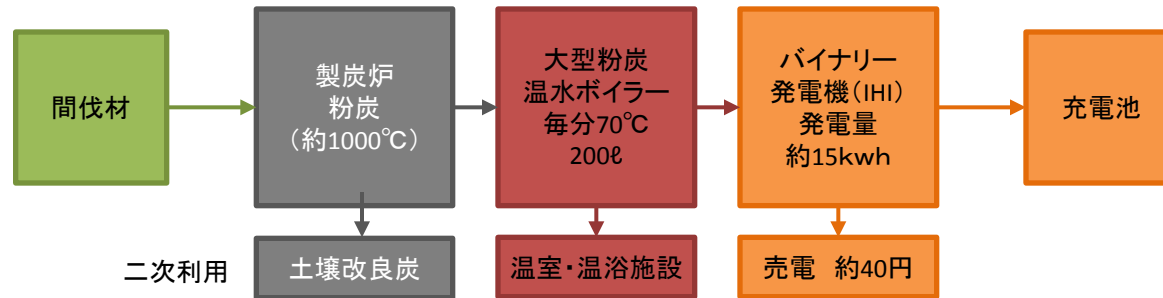 間伐材
製炭炉
粉炭
（約1000℃）
大型粉炭
温水ボイラー
毎分70℃
200ℓ
バイナリー
発電機（IHI）
発電量
約15kwh
充電池
二次利用
土壌改良炭
温室・温浴施設
売電　約40円